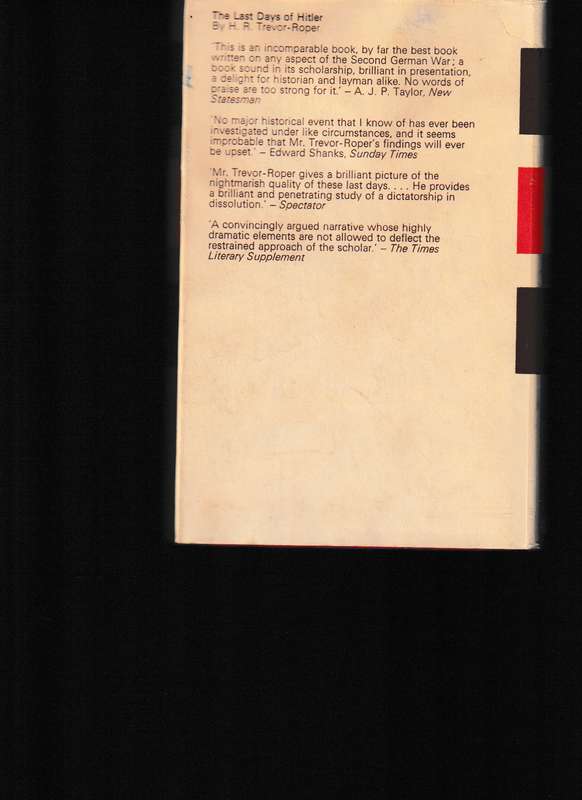 The Last Days of Hitler
By H. R. Trevor-Roper
'This is an incomparable book, by far the best book
written on any aspect of the Second German War; a
book sound in its scholarship, brilliant in presentation,
a delight for historian and layman alike. No words of
praise are too strong for it.' – A. J. P. Taylor, New
Statesman
'No major historical event that I know of has ever been
investigated under like circumstances, and it seems
improbable that Mr. Trevor-Roper's findings will ever
be upset.' – Edward Shanks, Sunday Times
'Mr. Trevor-Roper gives a brilliant picture of the
nightmarish quality of these last days. . . . He provides
a brilliant and penetrating study of a dictatorship in
dissolution.' – Spectator
'A convincingly argued narrative whose highly
dramatic elements are not allowed to deflect the
restrained approach of the scholar.' – The Times
Literary Supplement